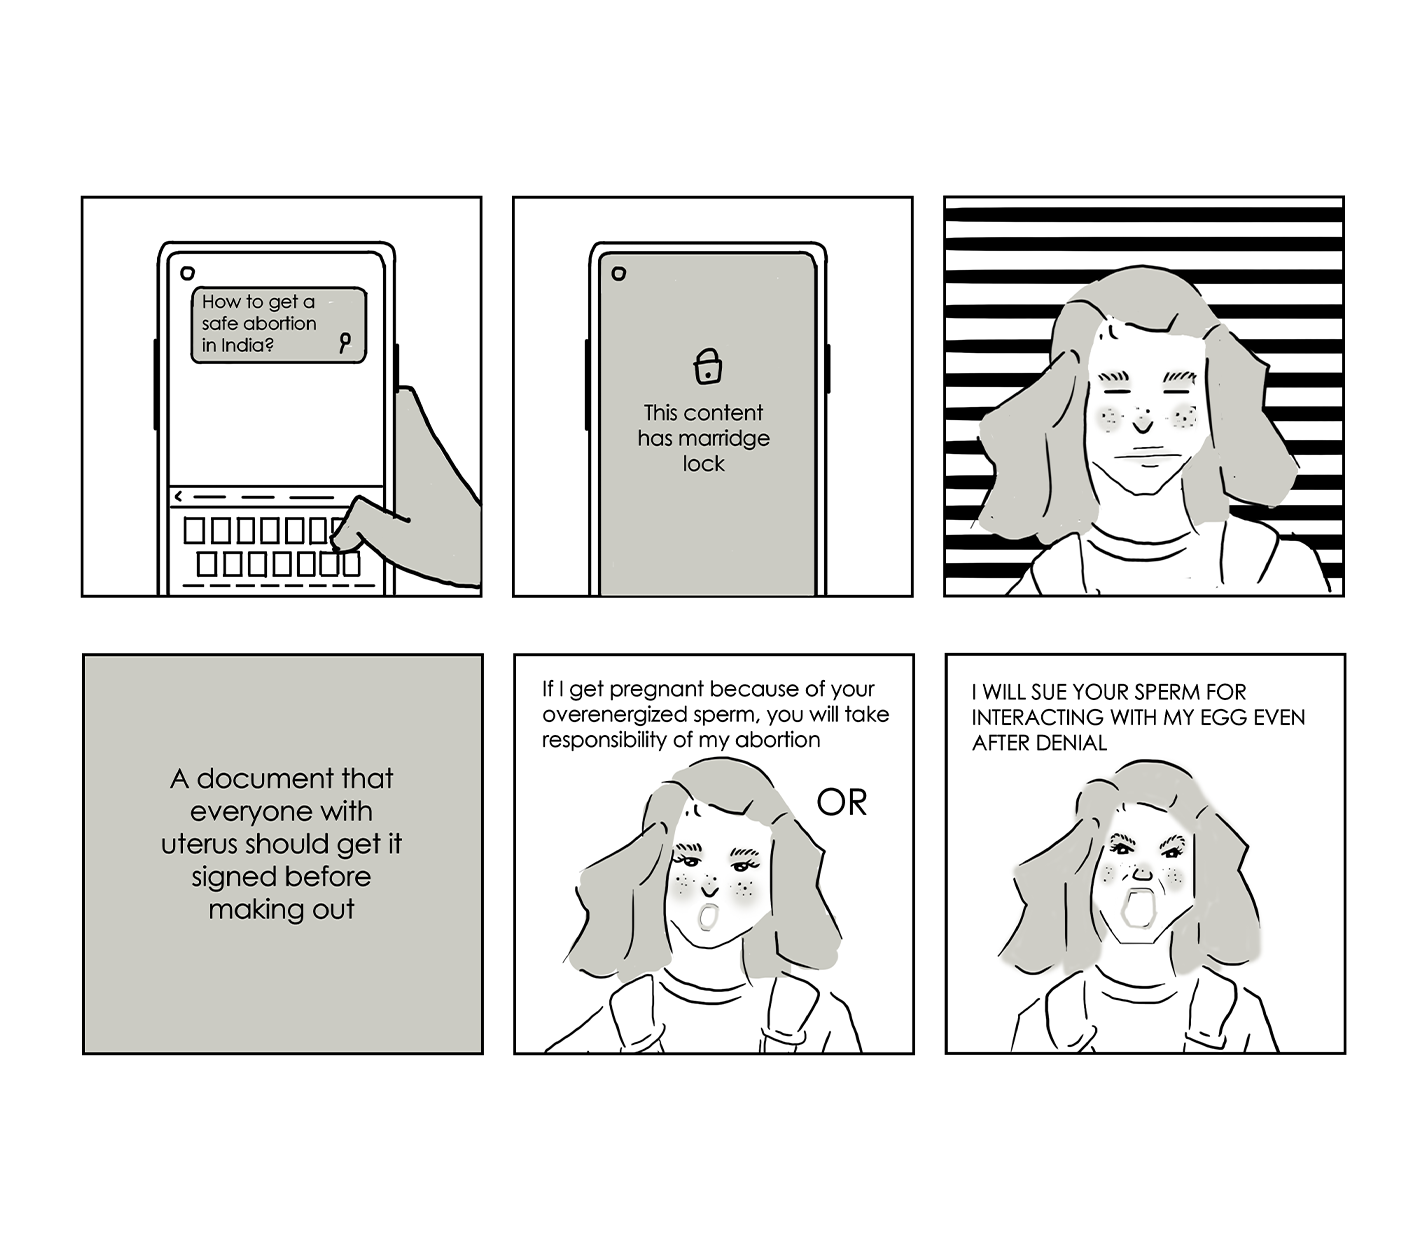 How to get a
safe abortion
in India?
This content
has marridge
lock
A document that
everyone with
uterus should get it
signed before
making out
If I get pregnant because of your
overenergized sperm, you will take
responsibility of my abortion
OR
I WILL SUE YOUR SPERM FOR
INTERACTING WITH MY EGG EVEN
AFTER DENIAL